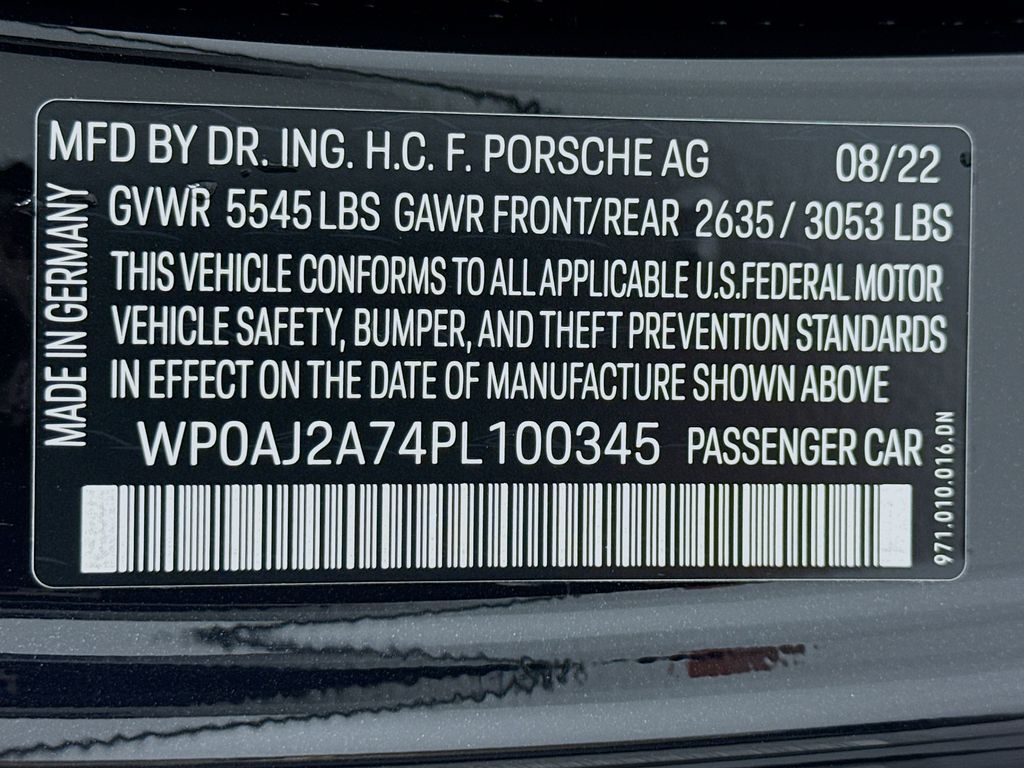 MFD BY DR. ING. H.C. F. PORSCHE AG 08/22
GVWR 5545 LBS GAWR FRONT/REAR 2635 / 3053 LBS
THIS VEHICLE CONFORMS TO ALL APPLICABLE U.S.FEDERAL MOTOR
VEHICLE SAFETY, BUMPER, AND THEFT PREVENTION STANDARDS
IN EFFECT ON THE DATE OF MANUFACTURE SHOWN ABOVE
WP0AJ2A74PL100345 PASSENGER CAR
MADE IN GERMANY
971.010.016.DN